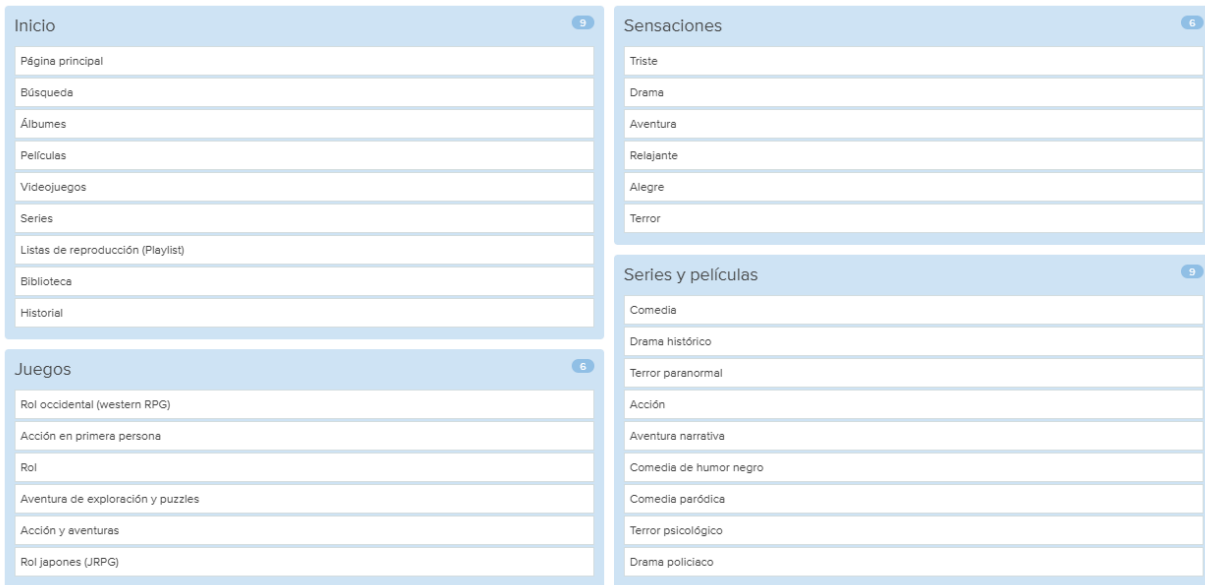 Inicio 9
Página principal
Búsqueda
Álbumes
Películas
Videojuegos
Series
Listas de reproducción (Playlist)
Biblioteca
Historial
Juegos 6
Rol occidental (western RPG)
Acción en primera persona
Rol
Aventura de exploración y puzzles
Acción y aventuras
Rol japones (JRPG)
Sensaciones 6
Triste
Drama
Aventura
Relajante
Alegre
Terror
Series y películas 9
Comedia
Drama histórico
Terror paranormal
Acción
Aventura narrativa
Comedia de humor negro
Comedia paródica
Terror psicológico
Drama policiaco